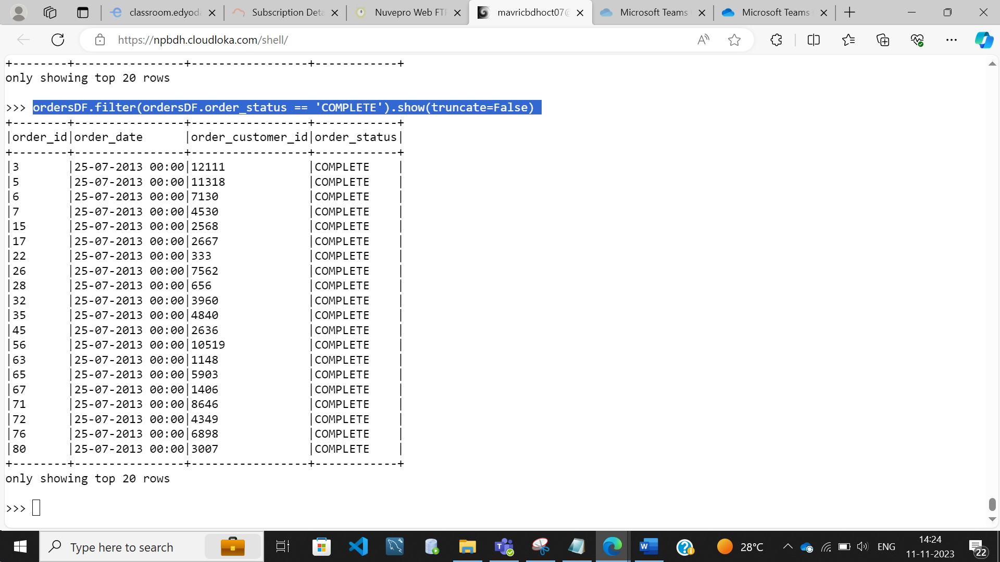 classroom.edyoda
Subscription Deta
Nuvepro Web FTP
mavricbdhoct07@
Microsoft Teams
Microsoft Teams
https://npbdh.cloudloka.com/shell/
+--------+----------------+-----------------+------------+
only showing top 20 rows
>>> ordersDF.filter(ordersDF.order_status == 'COMPLETE').show(truncate=False)
+--------+----------------+-----------------+------------+
|order_id|order_date      |order_customer_id|order_status|
+--------+----------------+-----------------+------------+
|3       |25-07-2013 00:00|12111            |COMPLETE    |
|5       |25-07-2013 00:00|11318            |COMPLETE    |
|6       |25-07-2013 00:00|7130             |COMPLETE    |
|7       |25-07-2013 00:00|4530             |COMPLETE    |
|15      |25-07-2013 00:00|2568             |COMPLETE    |
|17      |25-07-2013 00:00|2667             |COMPLETE    |
|22      |25-07-2013 00:00|333              |COMPLETE    |
|26      |25-07-2013 00:00|7562             |COMPLETE    |
|28      |25-07-2013 00:00|656              |COMPLETE    |
|32      |25-07-2013 00:00|3960             |COMPLETE    |
|35      |25-07-2013 00:00|4840             |COMPLETE    |
|45      |25-07-2013 00:00|2636             |COMPLETE    |
|56      |25-07-2013 00:00|10519            |COMPLETE    |
|63      |25-07-2013 00:00|1148             |COMPLETE    |
|65      |25-07-2013 00:00|5903             |COMPLETE    |
|67      |25-07-2013 00:00|1406             |COMPLETE    |
|71      |25-07-2013 00:00|8646             |COMPLETE    |
|72      |25-07-2013 00:00|4349             |COMPLETE    |
|76      |25-07-2013 00:00|6898             |COMPLETE    |
|80      |25-07-2013 00:00|3007             |COMPLETE    |
+--------+----------------+-----------------+------------+
only showing top 20 rows
>>>
Type here to search
28°C
ENG
14:24
11-11-2023
22